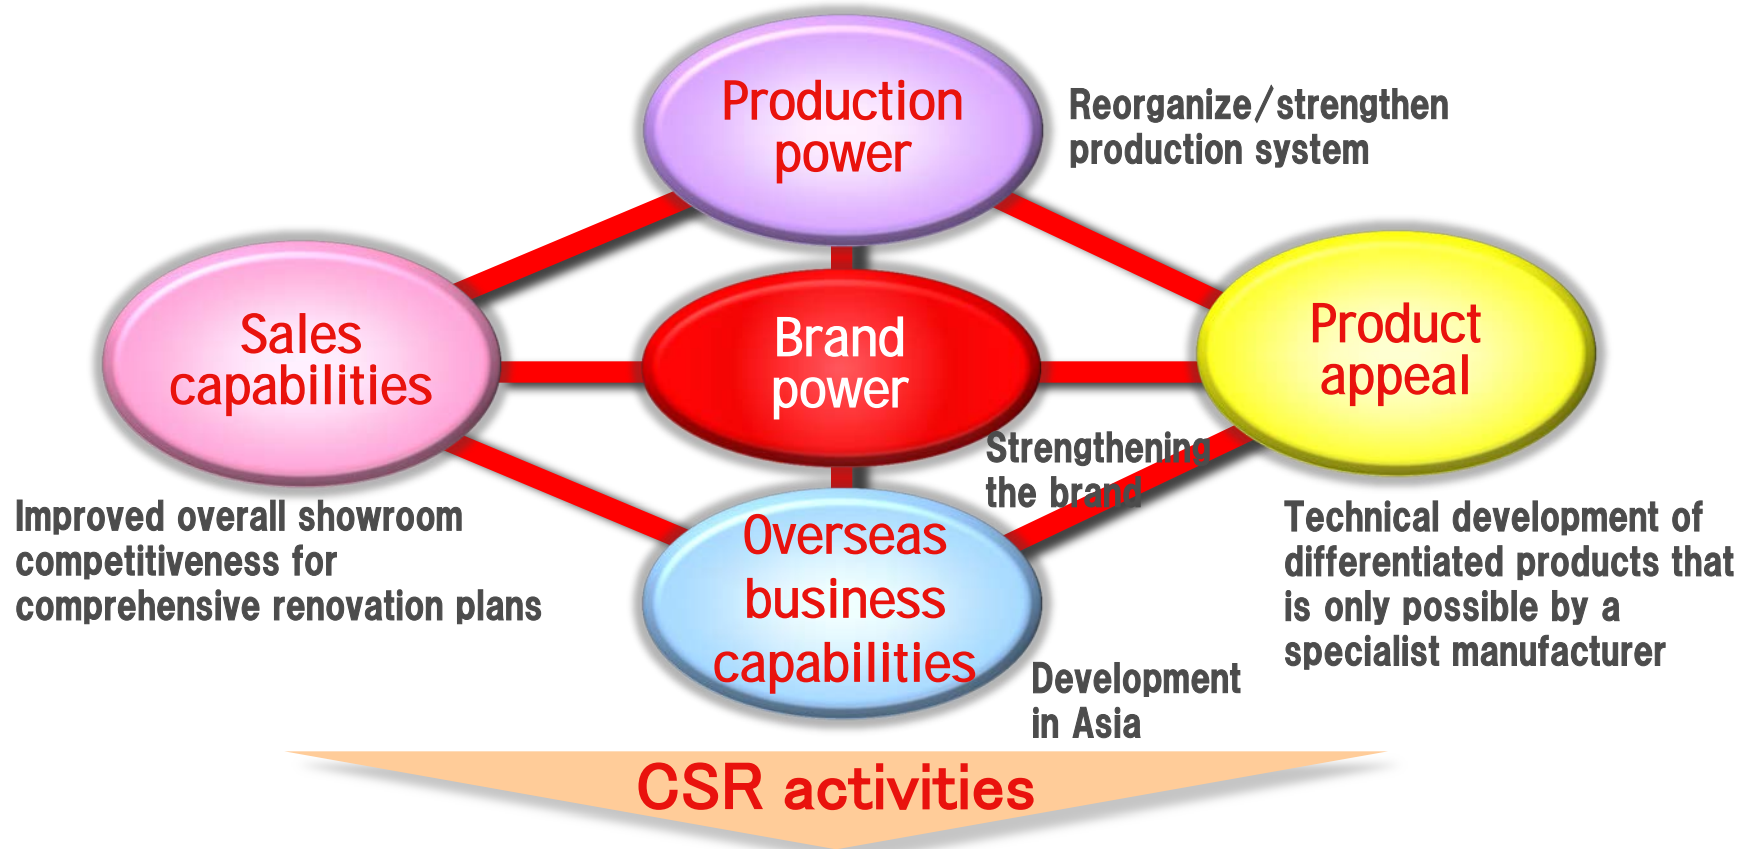 Production
power
Reorganize/strengthen
production system
Sales
capabilities
Brand
power
Product
appeal
Strengthening
the brand
Improved overall showroom
competitiveness for
comprehensive renovation plans
Technical development of
differentiated products that
is only possible by a
specialist manufacturer
Overseas
business
capabilities
Development
in Asia
CSR activities